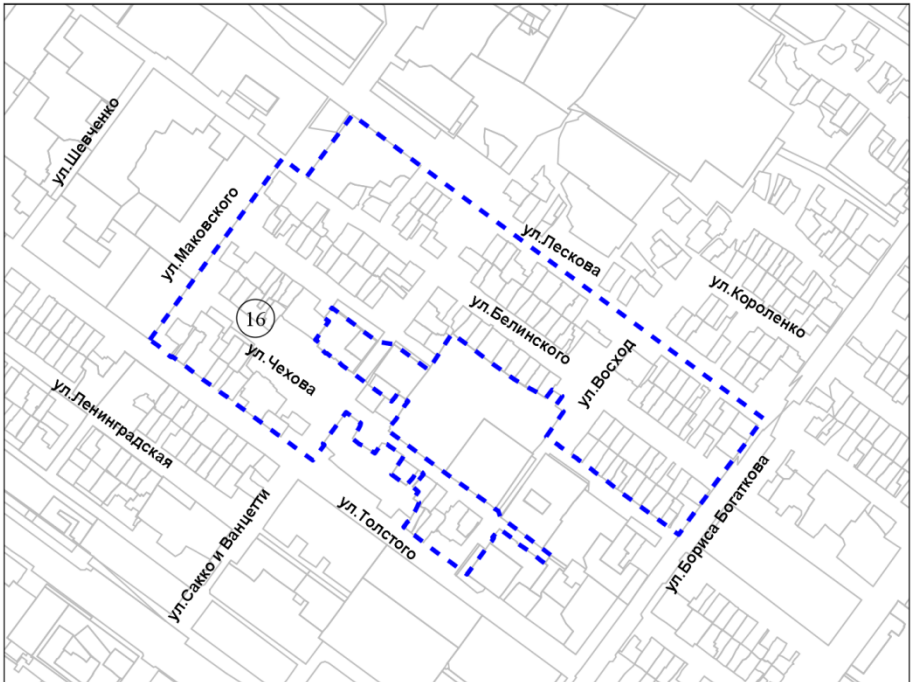 ул.Шевченко
ул.Маковского
ул.Лескова
ул.Короленко
ул.Белинского
16
ул.Восход
ул.Чехова
ул.Ленинградская
ул.Бориса Богаткова
ул.Толстого
ул.Сакко и Ванцетти